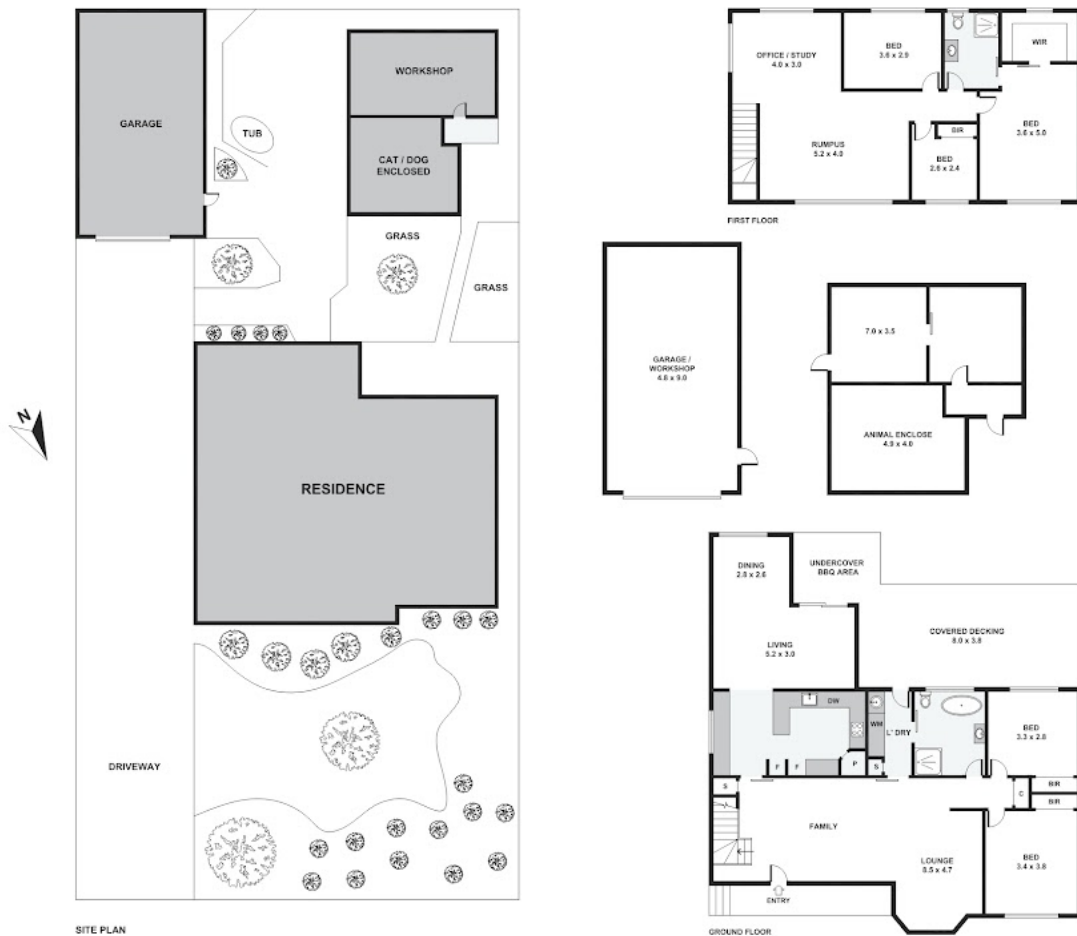 GARAGE
WORKSHOP
TUB
CAT / DOG
ENCLOSED
GRASS
GRASS
N
RESIDENCE
DRIVEWAY
SITE PLAN
OFFICE / STUDY
4.0 x 3.0
BED
3.6 x 2.9
WIR
RUMPUS
5.2 x 4.0
BIR
BED
2.6 x 2.4
BED
3.6 x 5.0
FIRST FLOOR
GARAGE /
WORKSHOP
4.8 x 9.0
7.0 x 3.5
ANIMAL ENCLOSE
4.9 x 4.0
DINING
2.8 x 2.6
UNDERCOVER
BBQ AREA
LIVING
5.2 x 3.0
COVERED DECKING
8.0 x 3.8
DW
WM
L' DRY
F
F
P
S
S
BED
3.3 x 2.8
BIR
C
BIR
FAMILY
LOUNGE
8.5 x 4.7
BED
3.4 x 3.8
ENTRY
GROUND FLOOR